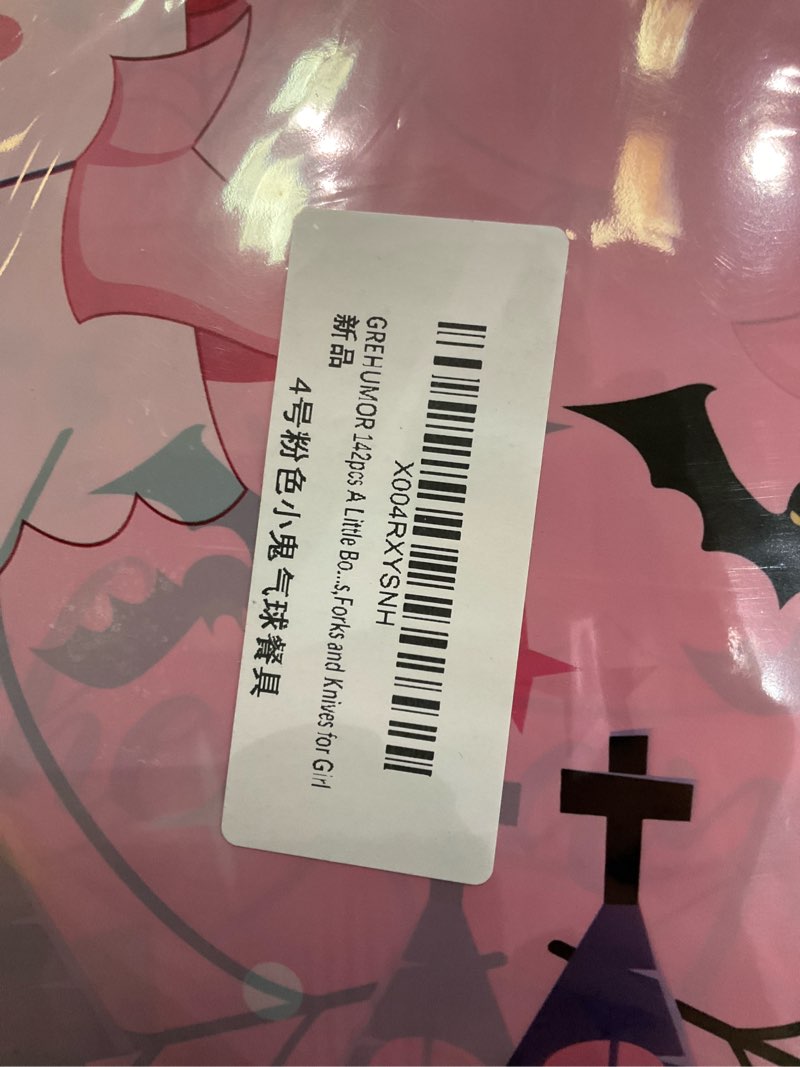 X004RXYSNH
GREHUMOR 142pcs A Little Bo...s,Forks and Knives for Girl
新品
4号粉色小鬼气球餐具